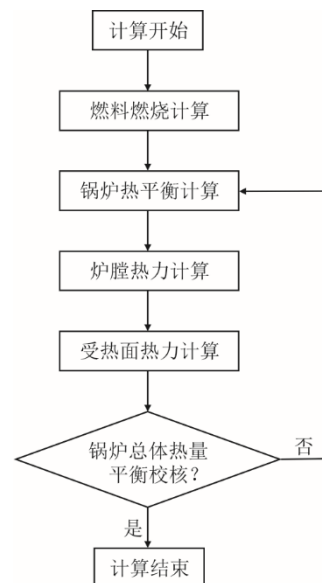 计算开始
燃料燃烧计算
锅炉热平衡计算
炉膛热力计算
受热面热力计算
锅炉总体热量
平衡校核？
否
是
计算结束